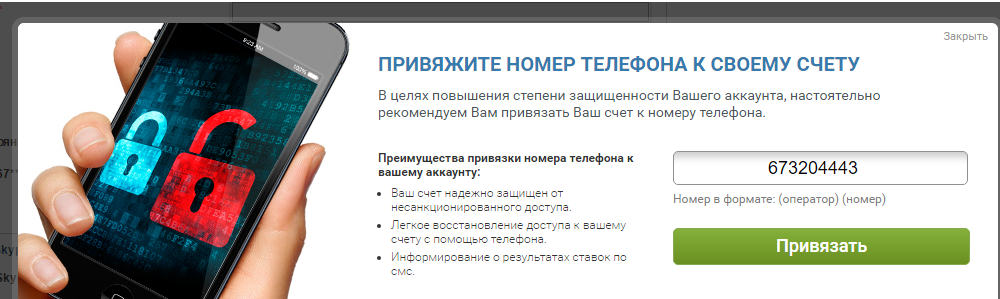 Закрыть
9:23 AM
100%
ПРИВЯЖИТЕ НОМЕР ТЕЛЕФОНА К СВОЕМУ СЧЕТУ
В целях повышения степени защищенности Вашего аккаунта, настоятельно
рекомендуем Вам привязать Ваш счет к номеру телефона.
Преимущества привязки номера телефона к
вашему аккаунту:
• Ваш счет надежно защищен от
несанкционированного доступа.
• Легкое восстановление доступа к вашему
счету с помощью телефона.
• Информирование о результатах ставок по
смс.
673204443
Номер в формате: (оператор) (номер)
Привязать